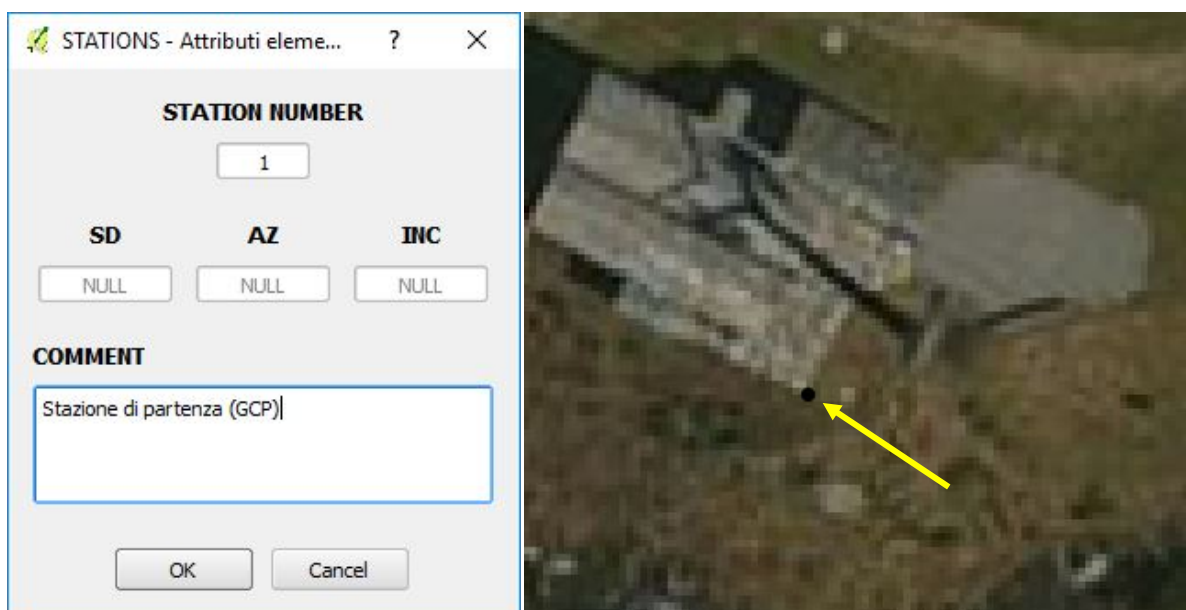 STATIONS - Attributi eleme... ? ×
STATION NUMBER
1
SD AZ INC
NULL NULL NULL
COMMENT
Stazione di partenza (GCP)
OK Cancel